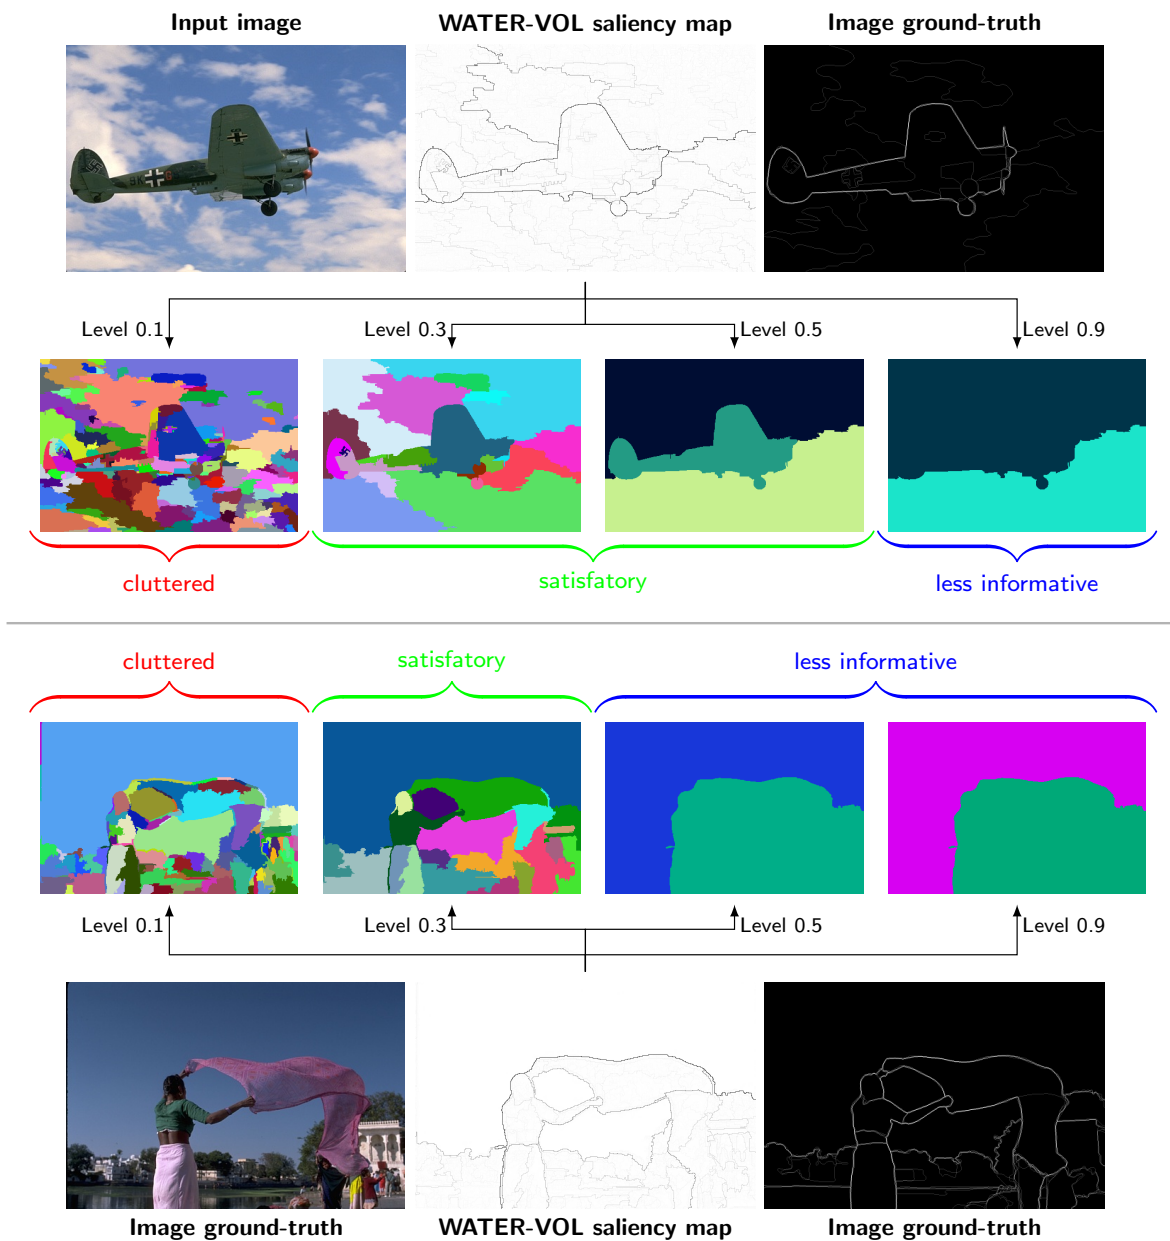 Input image
WATER-VOL saliency map
Image ground-truth
Level 0.1
Level 0.3
Level 0.5
Level 0.9
cluttered
satisfatory
less informative
cluttered
satisfatory
less informative
Level 0.1
Level 0.3
Level 0.5
Level 0.9
Image ground-truth
WATER-VOL saliency map
Image ground-truth